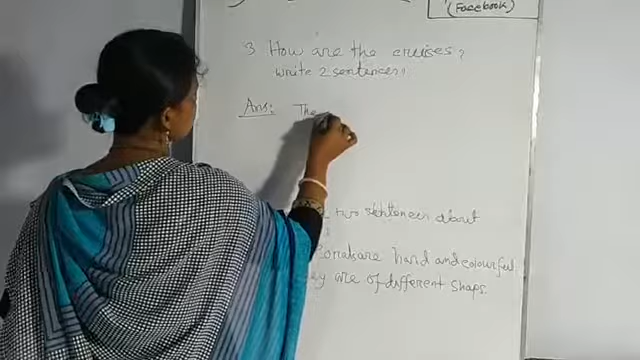 (Facebook)
3 How are the cruises?
write 2 sentences?
Ans: The
two sentences about
are hard and colourful.
are of different shaps.